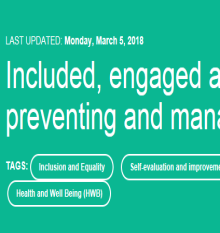 LAST UPDATED: Monday, March 5, 2018
Included, engaged a
preventing and mana
TAGS: Inclusion and Equality Self-evaluation and improveme
Health and Well Being (HWB)